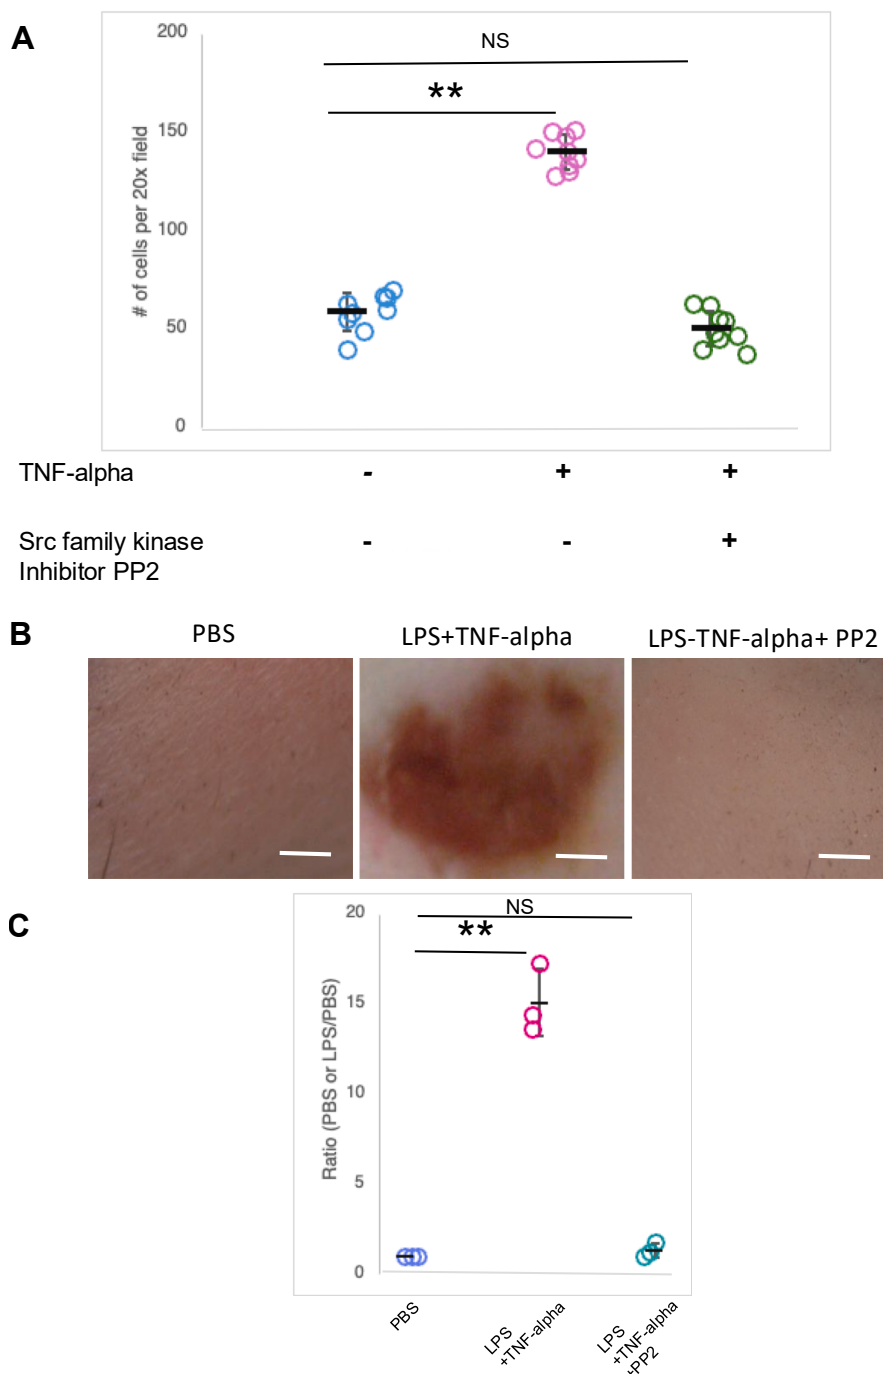 A
200
NS
**
150
# of cells per 20x field
100
50
0
TNF-alpha - + +
Src family kinase - - +
Inhibitor PP2
B
PBS LPS+TNF-alpha LPS-TNF-alpha+ PP2
C
20
NS
**
15
Ratio (PBS or LPS/PBS)
10
5
0
PBS
LPS
+TNF-alpha
LPS
+TNF-alpha
+PP2